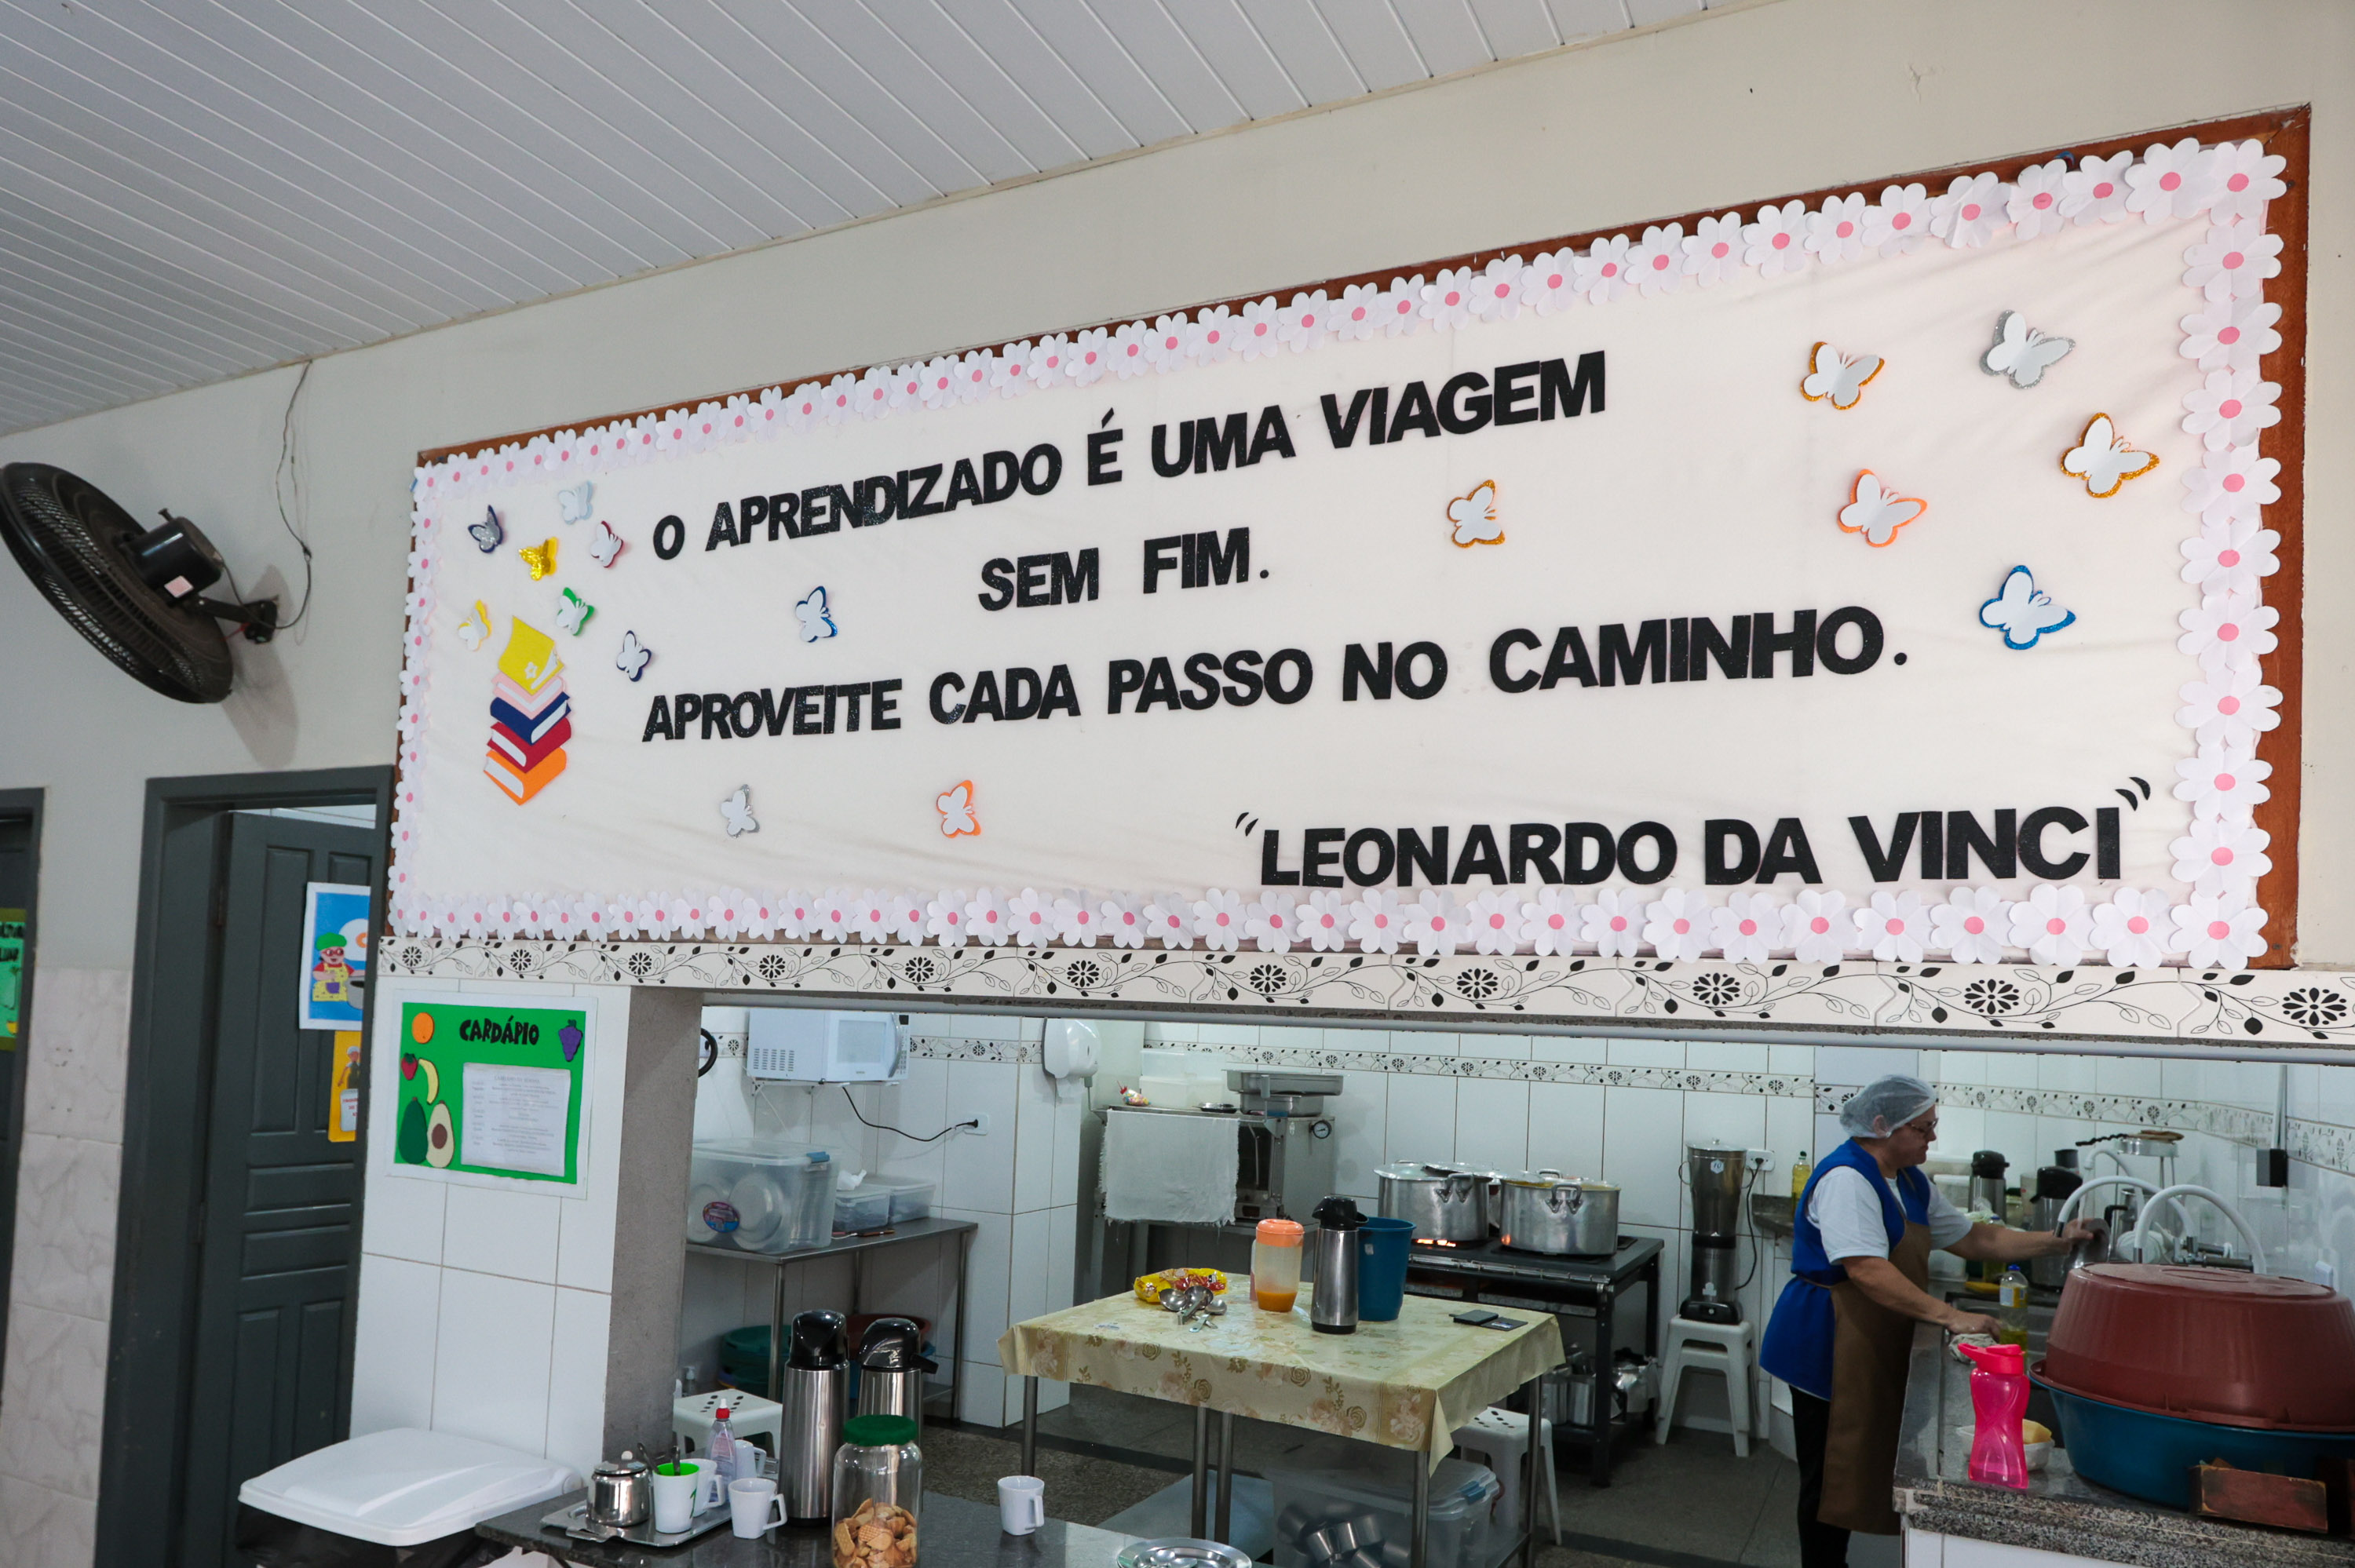 O APRENDIZADO É UMA VIAGEM
SEM FIM.
APROVEITE CADA PASSO NO CAMINHO.
"LEONARDO DA VINCI"
CARDÁPIO